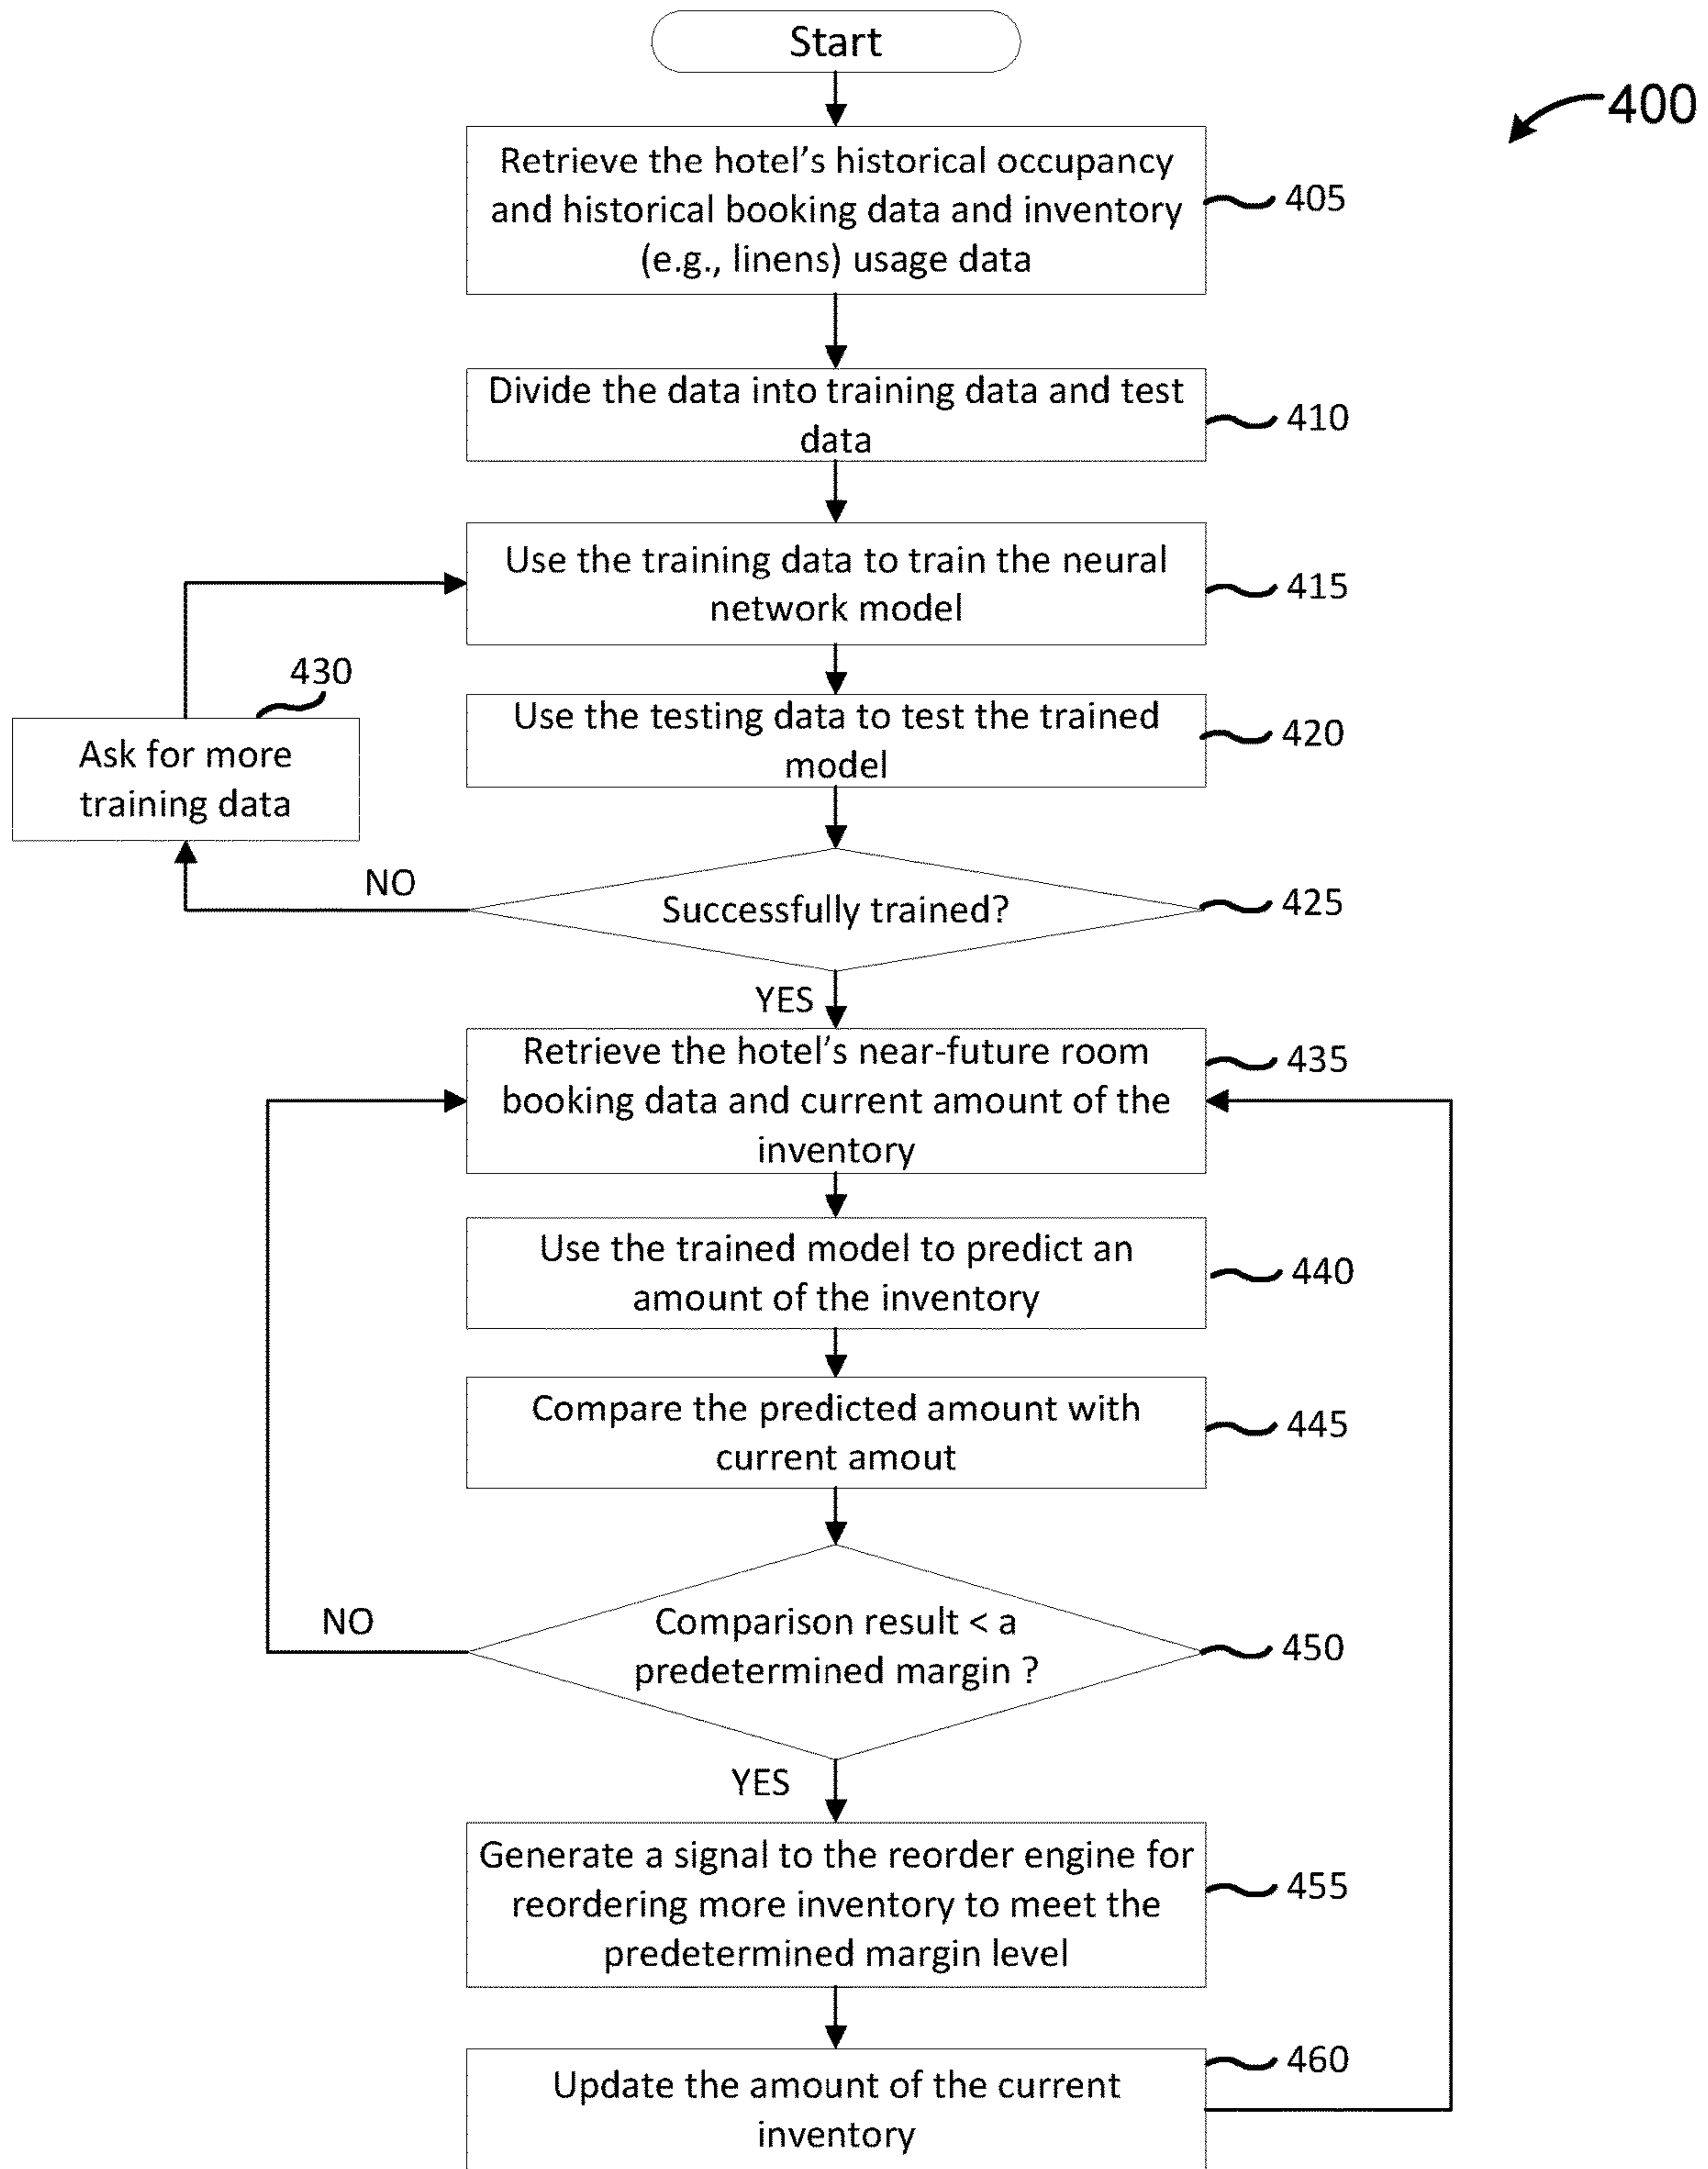 Start
400
Retrieve the hotel's historical occupancy
and historical booking data and inventory
(e.g., linens) usage data
405
Divide the data into training data and test
data
410
Use the training data to train the neural
network model
415
430
Ask for more
training data
Use the testing data to test the trained
model
420
NO
Successfully trained?
425
YES
Retrieve the hotel's near-future room
booking data and current amount of the
inventory
435
Use the trained model to predict an
amount of the inventory
440
Compare the predicted amount with
current amout
445
NO
Comparison result < a
predetermined margin ?
450
YES
Generate a signal to the reorder engine for
reordering more inventory to meet the
predetermined margin level
455
Update the amount of the current
inventory
460